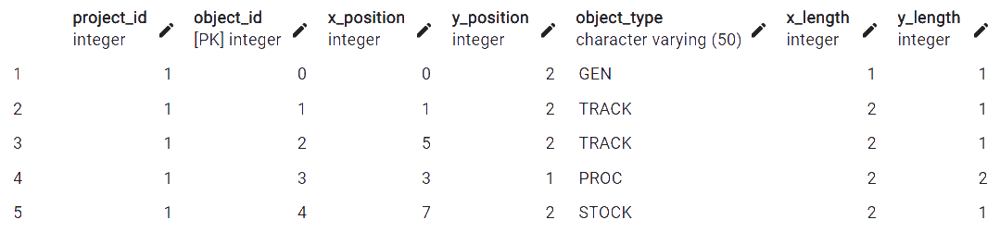 project_id object_id x_position y_position object_type x_length y_length
integer [PK] integer integer integer character varying (50) integer integer
1 1 0 0 2 GEN 1 1
2 1 1 1 2 TRACK 2 1
3 1 2 5 2 TRACK 2 1
4 1 3 3 1 PROC 2 2
5 1 4 7 2 STOCK 2 1